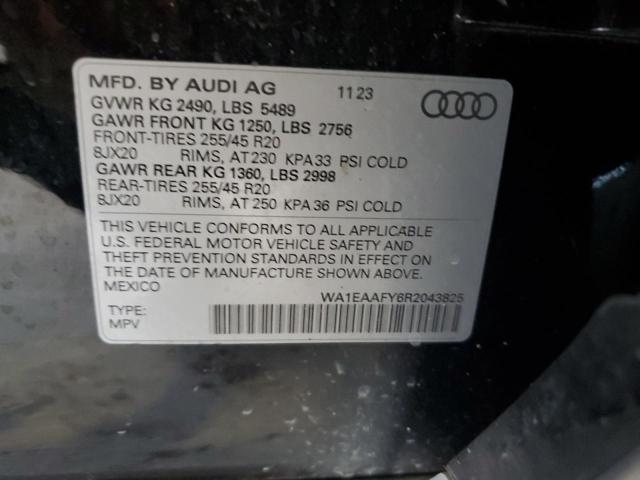 MFD. BY AUDI AG 11 23
GVWR KG 2490, LBS 5489
GAWR FRONT KG 1250, LBS 2756
FRONT-TIRES 255/45 R20
8JX20 RIMS, AT 230 KPA 33 PSI COLD
GAWR REAR KG 1360, LBS 2998
REAR-TIRES 255/45 R20
8JX20 RIMS, AT 250 KPA 36 PSI COLD
THIS VEHICLE CONFORMS TO ALL APPLICABLE
U.S. FEDERAL MOTOR VEHICLE SAFETY AND
THEFT PREVENTION STANDARDS IN EFFECT ON
THE DATE OF MANUFACTURE SHOWN ABOVE.
MEXICO
WA1EAAFY6R2043825
TYPE:
MPV